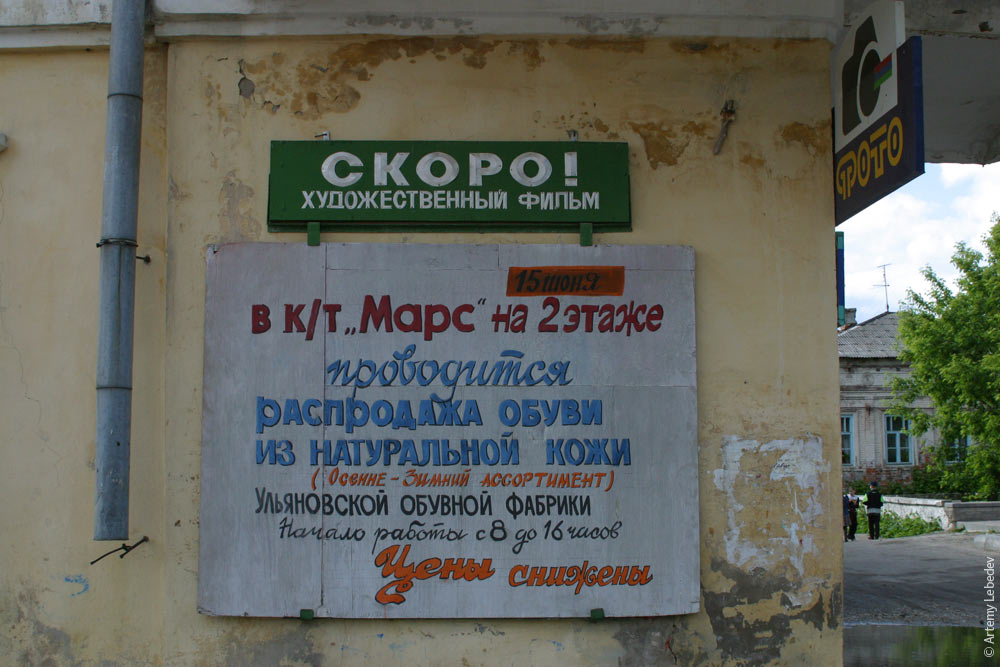 СКОРО!
ХУДОЖЕСТВЕННЫЙ ФИЛЬМ
15 июня
в к/т „Марс“ на 2 этаже
проводится
РАСПРОДАЖА ОБУВИ
ИЗ НАТУРАЛЬНОЙ КОЖИ
(Осенне-Зимний ассортимент)
Ульяновской обувной фабрики
Начало работы с 8 до 16 часов
Цены снижены
ФОТО
© Artemy Lebedev